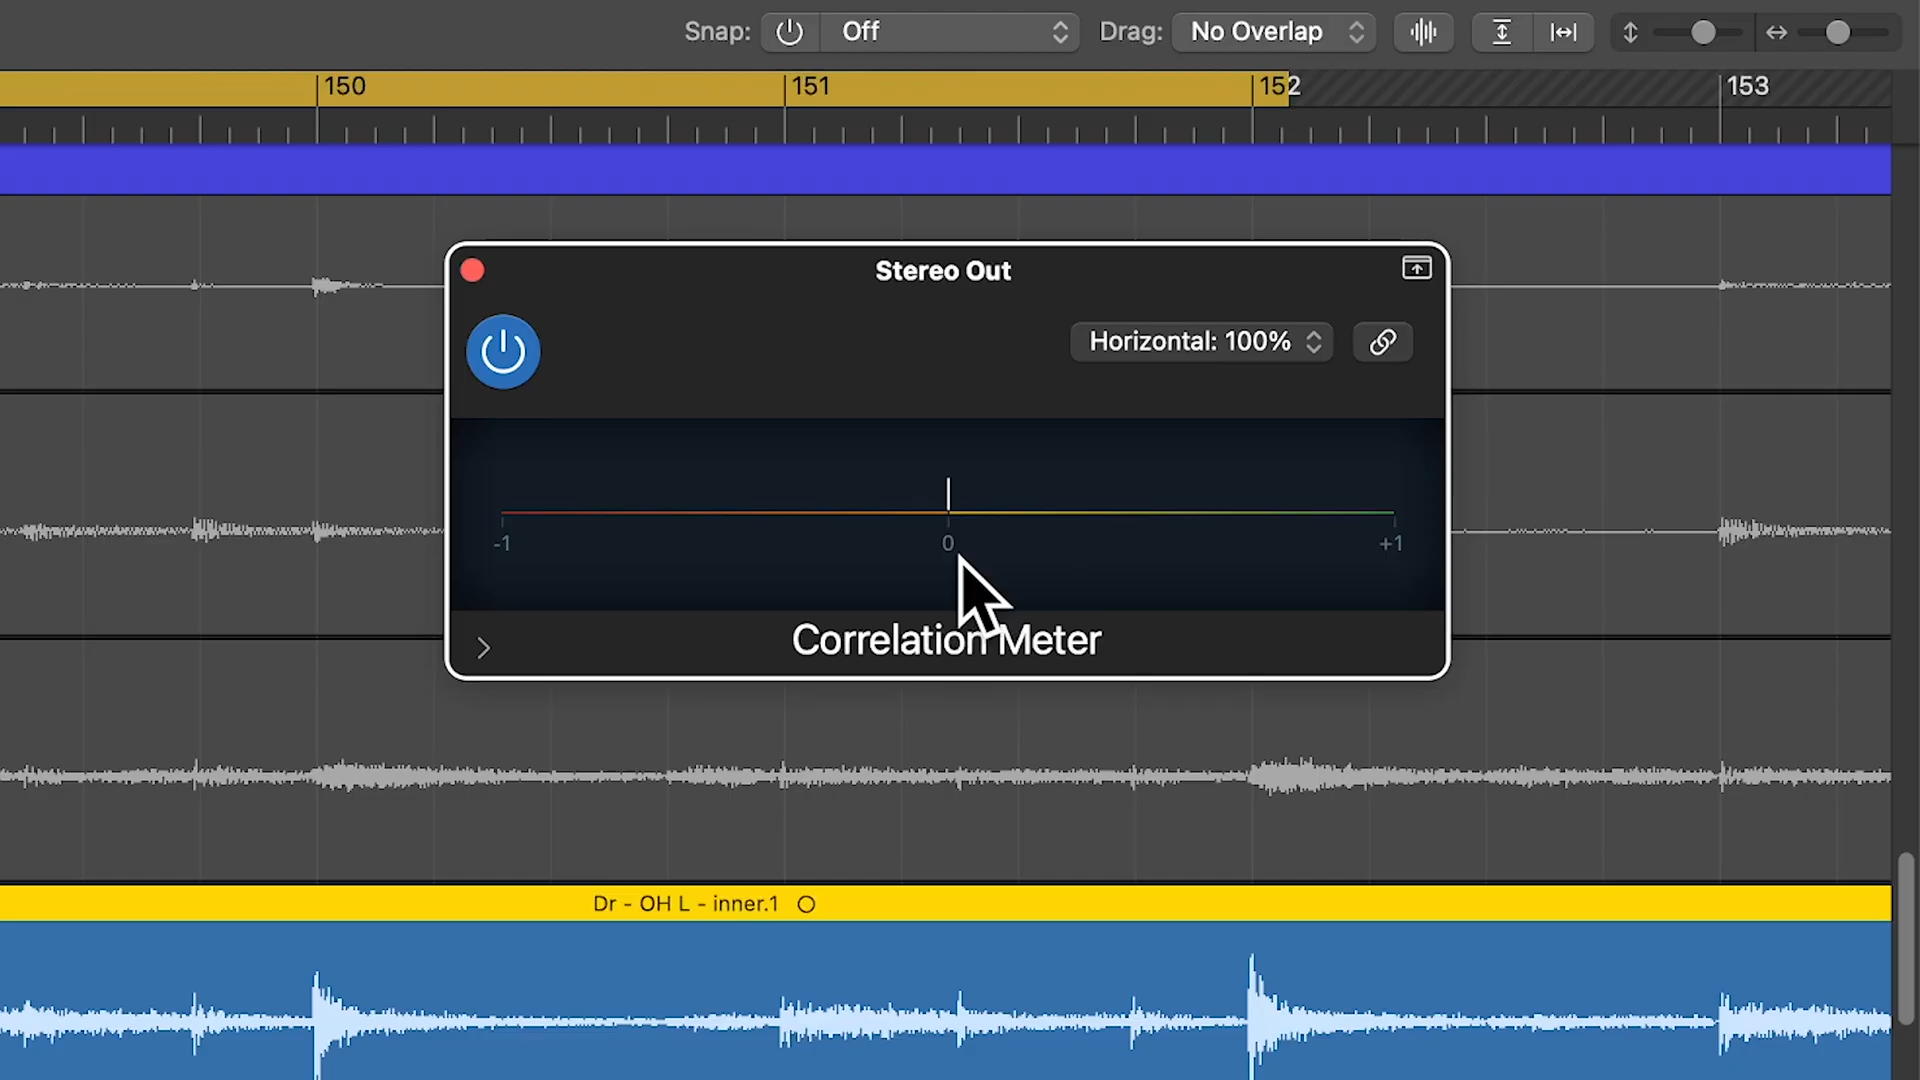 Snap: Off Drag: No Overlap
150 151 152 153
Stereo Out
Horizontal: 100%
-1 0 +1
Correlation Meter
Dr - OH L - inner.1